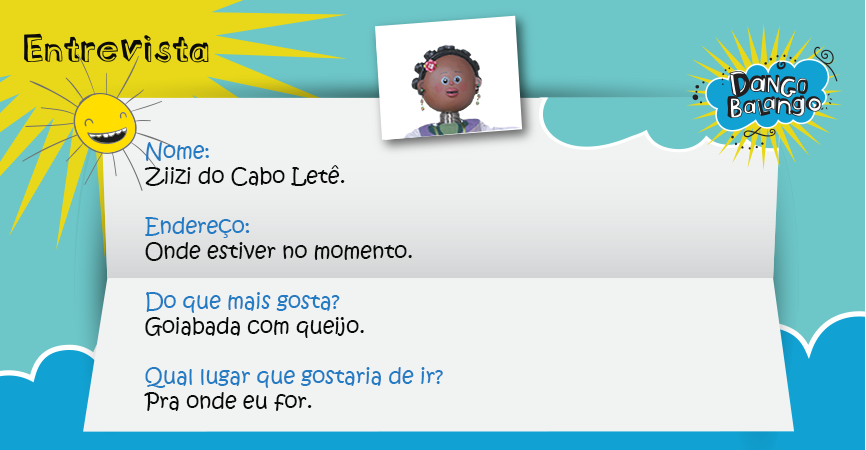 Entrevista
Dango
Balango
Nome:
Ziizi do Cabo Letê.
Endereço:
Onde estiver no momento.
Do que mais gosta?
Goiabada com queijo.
Qual lugar que gostaria de ir?
Pra onde eu for.